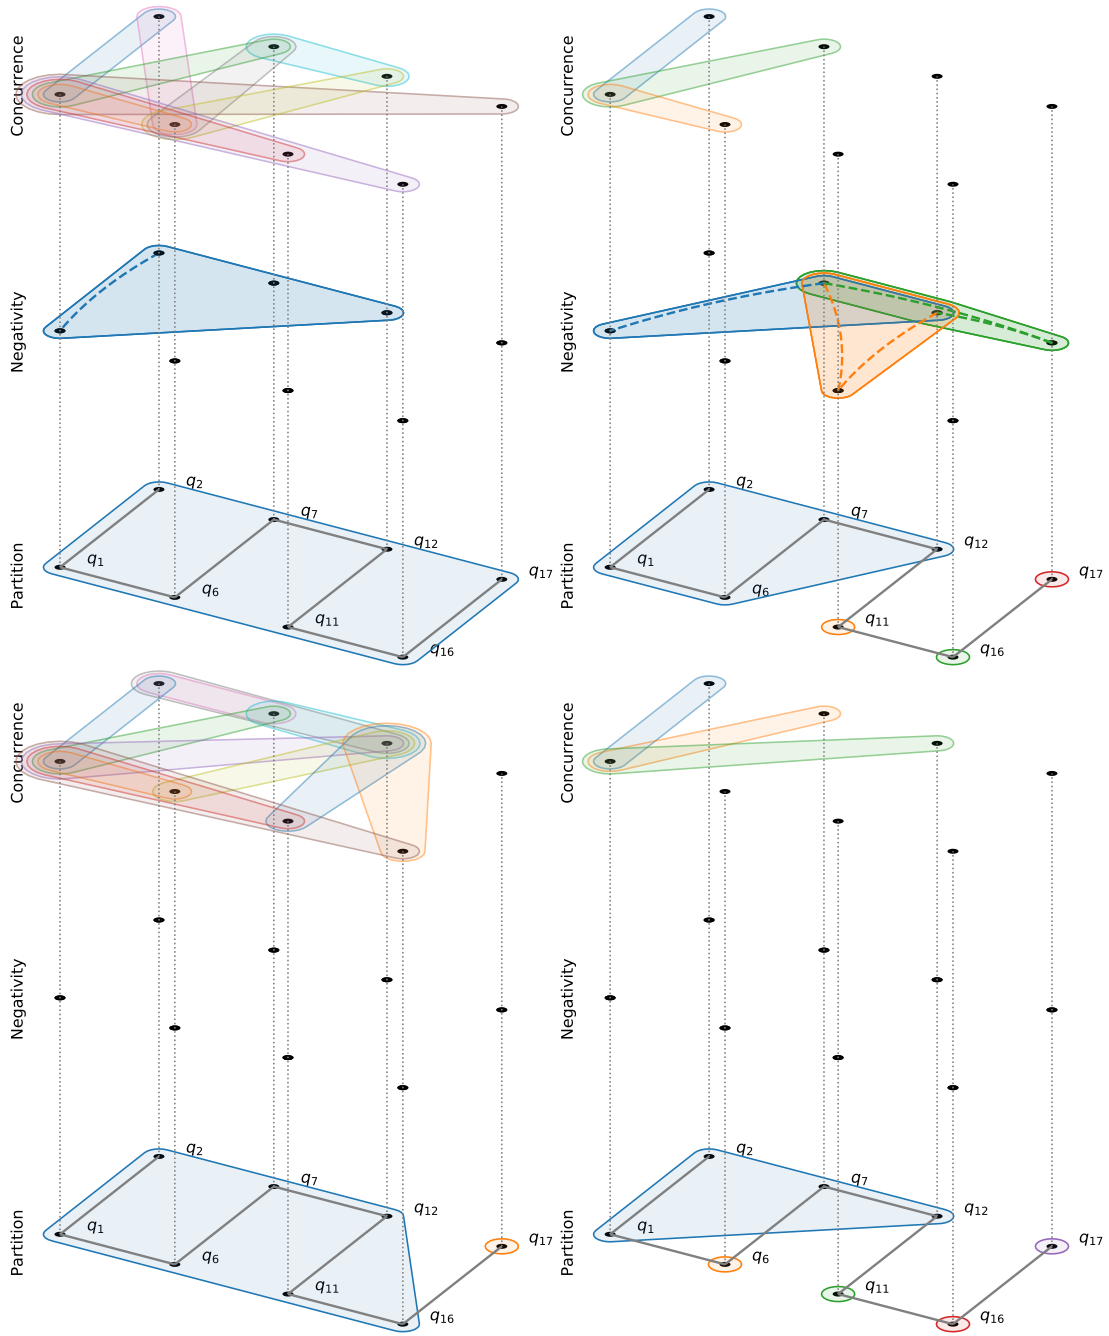 Concurrence
Concurrence
Negativity
Negativity
Partition
q2
q1
q7
q6
q12
q11
q17
q16
Partition
q2
q1
q7
q6
q12
q11
q17
q16
Concurrence
Concurrence
Negativity
Negativity
Partition
q2
q1
q7
q6
q12
q11
q17
q16
Partition
q2
q1
q7
q6
q12
q11
q17
q16